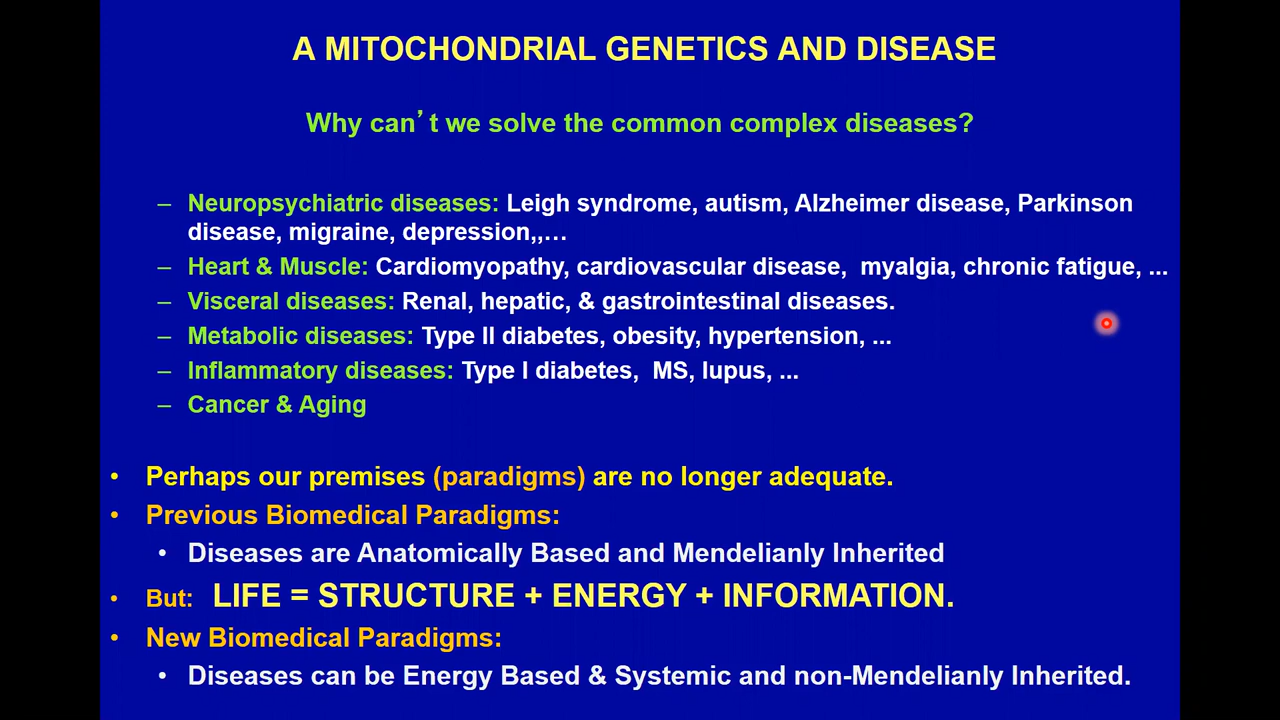 A MITOCHONDRIAL GENETICS AND DISEASE
Why can’t we solve the common complex diseases?
– Neuropsychiatric diseases: Leigh syndrome, autism, Alzheimer disease, Parkinson
disease, migraine, depression,,…
– Heart & Muscle: Cardiomyopathy, cardiovascular disease, myalgia, chronic fatigue, ...
– Visceral diseases: Renal, hepatic, & gastrointestinal diseases.
– Metabolic diseases: Type II diabetes, obesity, hypertension, ...
– Inflammatory diseases: Type I diabetes, MS, lupus, ...
– Cancer & Aging
• Perhaps our premises (paradigms) are no longer adequate.
• Previous Biomedical Paradigms:
• Diseases are Anatomically Based and Mendelianly Inherited
• But: LIFE = STRUCTURE + ENERGY + INFORMATION.
• New Biomedical Paradigms:
• Diseases can be Energy Based & Systemic and non-Mendelianly Inherited.